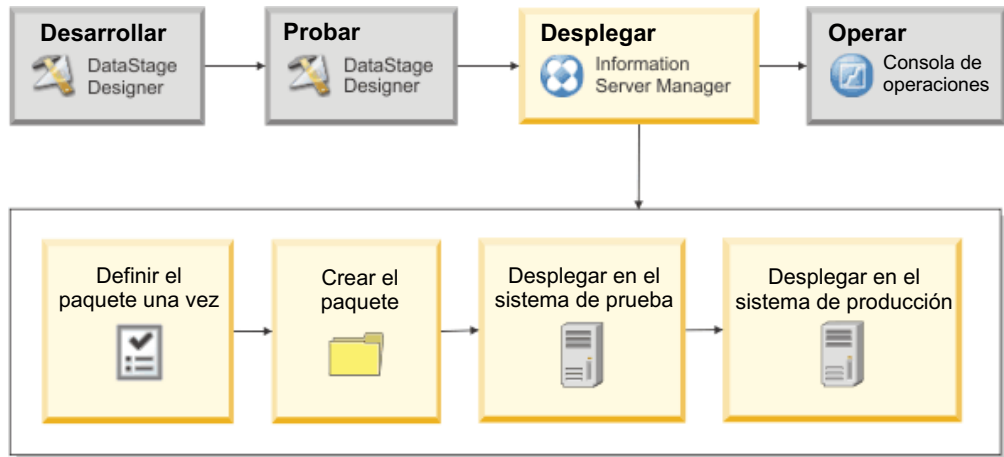 Desarrollar
DataStage
Designer
Probar
DataStage
Designer
Desplegar
Information
Server Manager
Operar
Consola de
operaciones
Definir el
paquete una vez
Crear el
paquete
Desplegar en el
sistema de prueba
Desplegar en el
sistema de producción